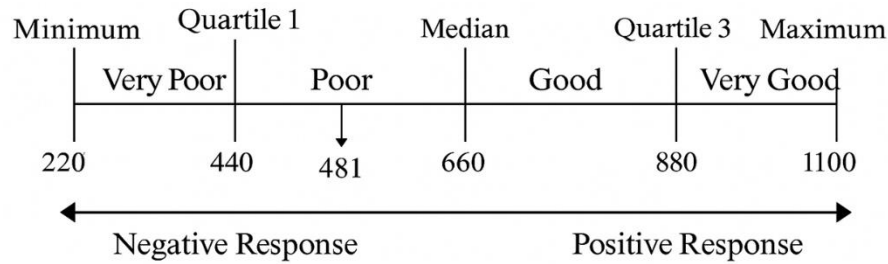 Minimum Quartile 1 Median Quartile 3 Maximum
Very Poor Poor Good Very Good
220 440 481 660 880 1100
Negative Response Positive Response